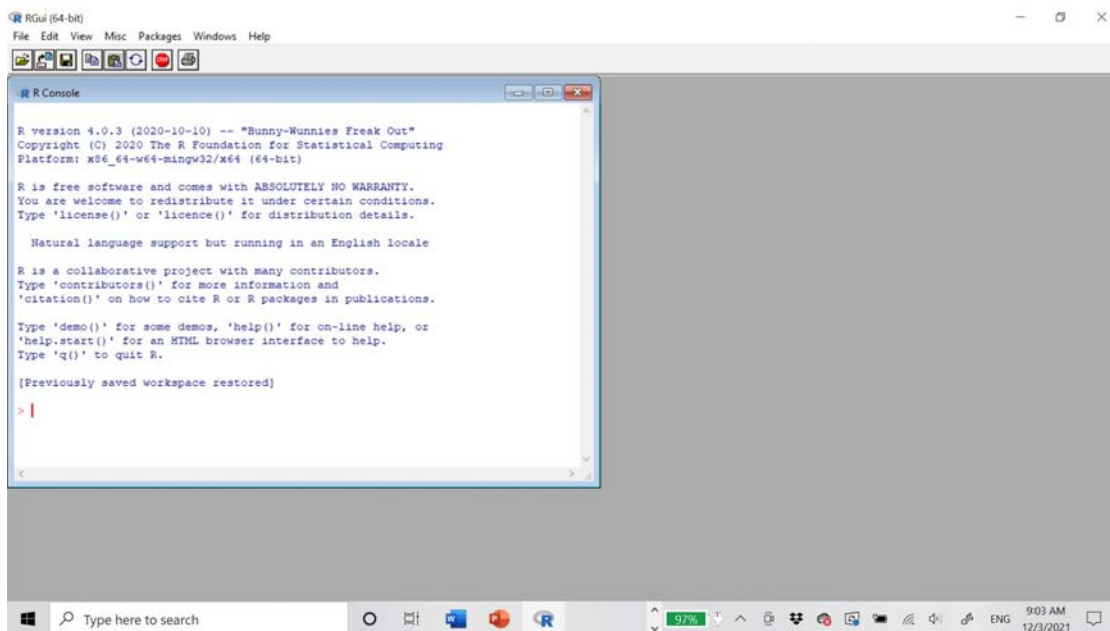 RGui (64-bit)
File Edit View Misc Packages Windows Help
STOP
R Console
R version 4.0.3 (2020-10-10) -- "Bunny-Wunnies Freak Out"
Copyright (C) 2020 The R Foundation for Statistical Computing
Platform: x86_64-w64-mingw32/x64 (64-bit)
R is free software and comes with ABSOLUTELY NO WARRANTY.
You are welcome to redistribute it under certain conditions.
Type 'license()' or 'licence()' for distribution details.
Natural language support but running in an English locale
R is a collaborative project with many contributors.
Type 'contributors()' for more information and
'citation()' on how to cite R or R packages in publications.
Type 'demo()' for some demos, 'help()' for on-line help, or
'help.start()' for an HTML browser interface to help.
Type 'q()' to quit R.
[Previously saved workspace restored]
>
Type here to search
97%
ENG
9:03 AM
12/3/2021